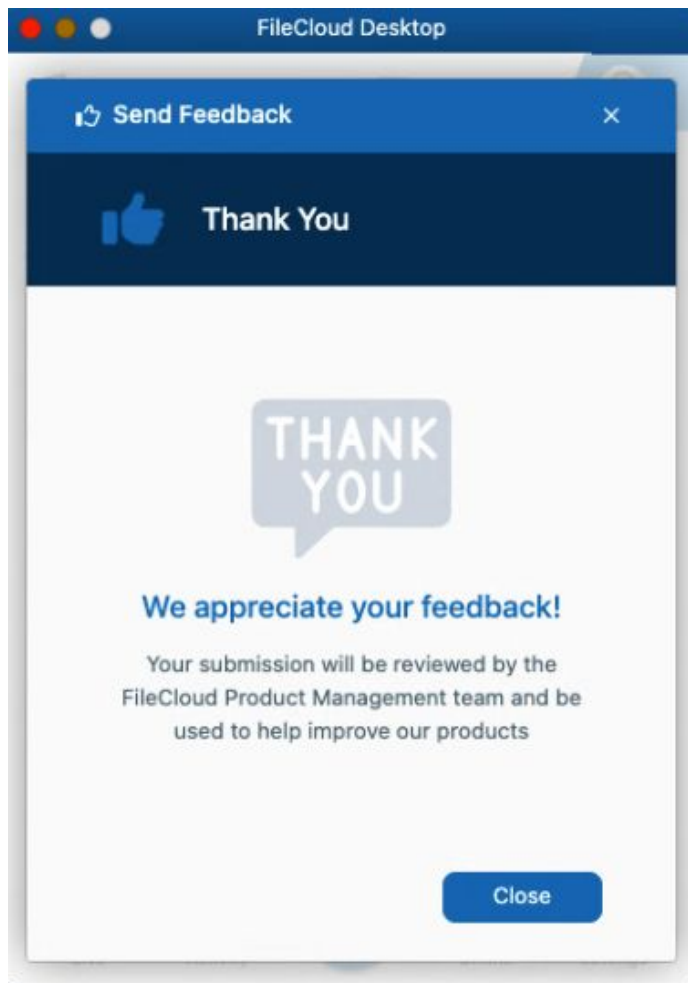 FileCloud Desktop
Send Feedback
Thank You
THANK
YOU
We appreciate your feedback!
Your submission will be reviewed by the
FileCloud Product Management team and be
used to help improve our products
Close